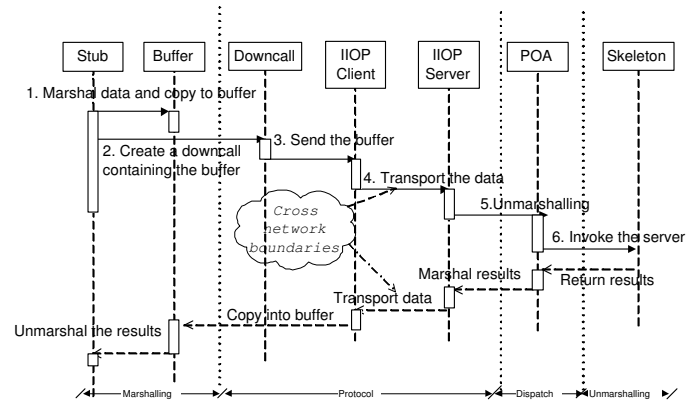 Stub
Buffer
Downcall
IIOP
Client
IIOP
Server
POA
Skeleton
1. Marshal data and copy to buffer
2. Create a downcall
containing the buffer
3. Send the buffer
4. Transport the data
5.Unmarshalling
6. Invoke the server
Cross
network
boundaries
Return results
Marshal results
Transport data
Copy into buffer
Unmarshal the results
Marshalling
Protocol
Dispatch
Unmarshalling